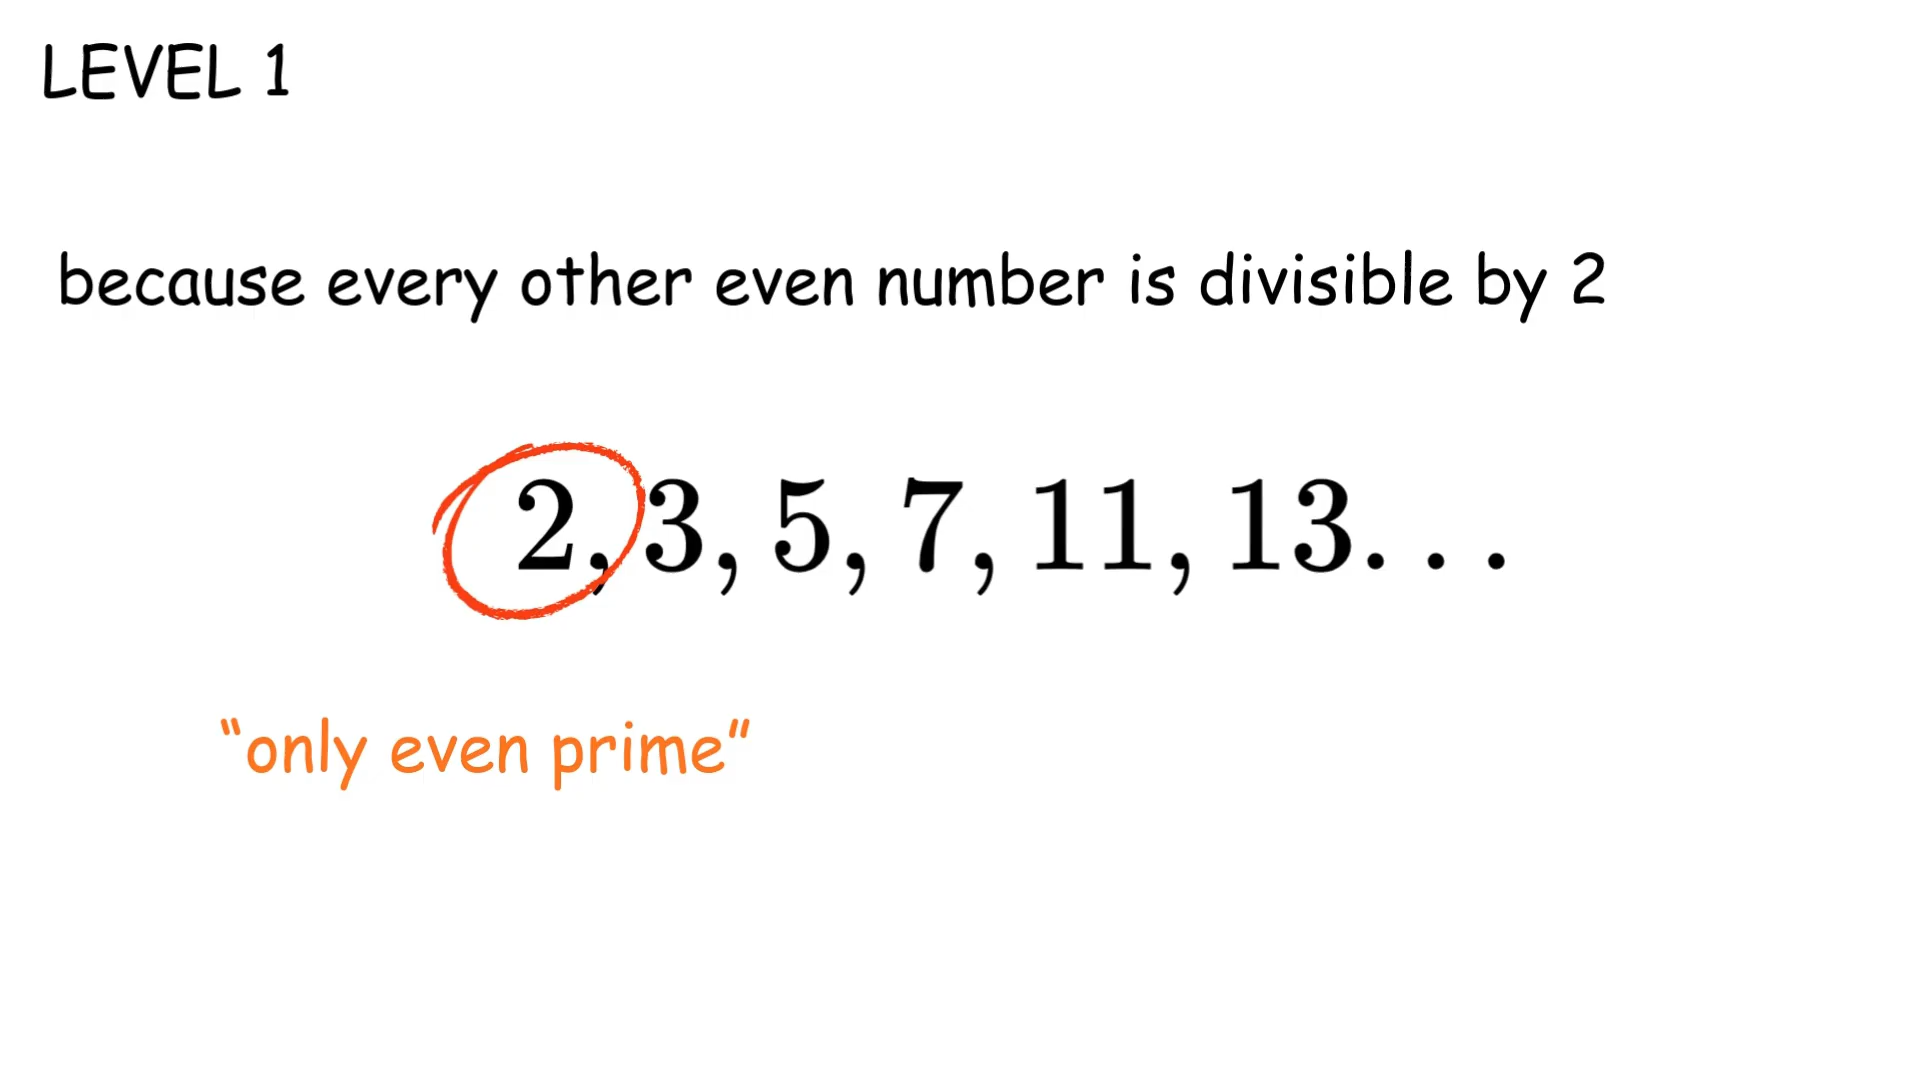 LEVEL 1
because every other even number is divisible by 2
2, 3, 5, 7, 11, 13...
“only even prime”